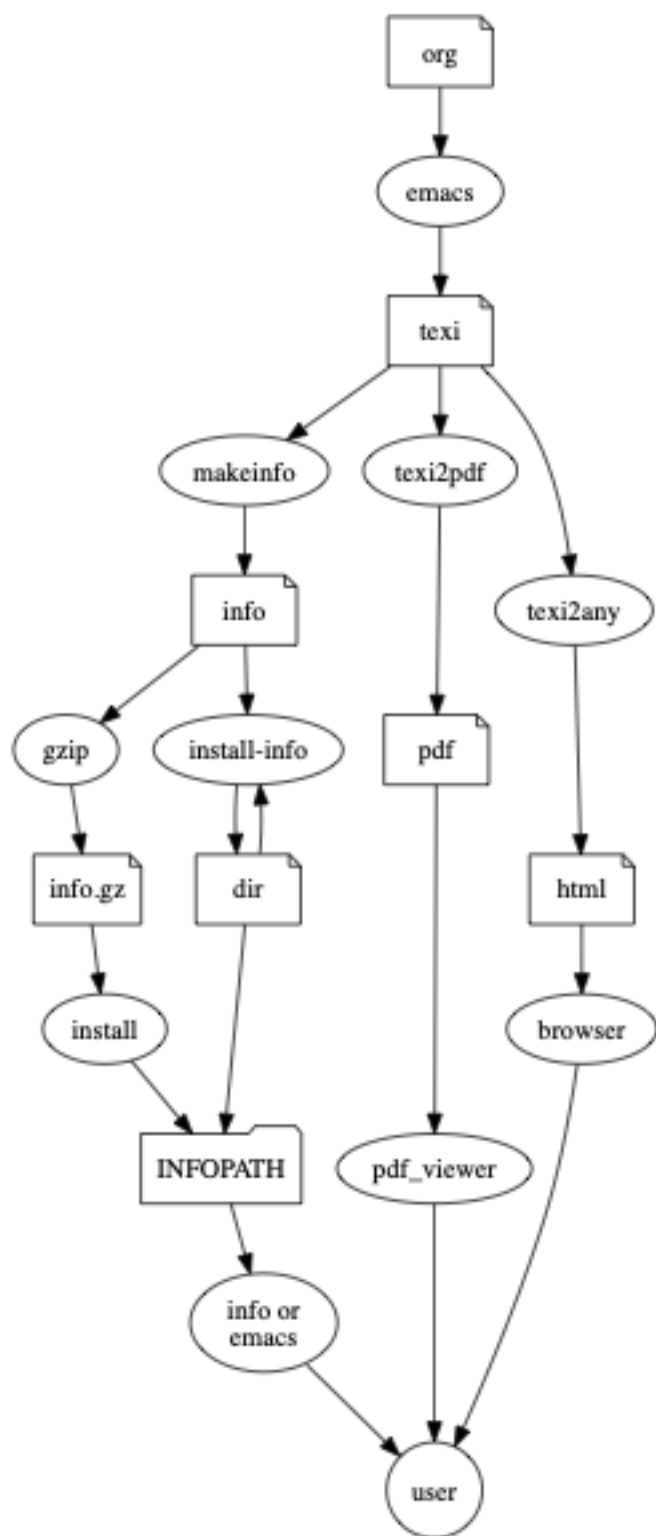 org
emacs
texi
makeinfo
texi2pdf
texi2any
info
gzip
install-info
pdf
info.gz
dir
html
install
browser
INFOPATH
pdf_viewer
info or
emacs
user